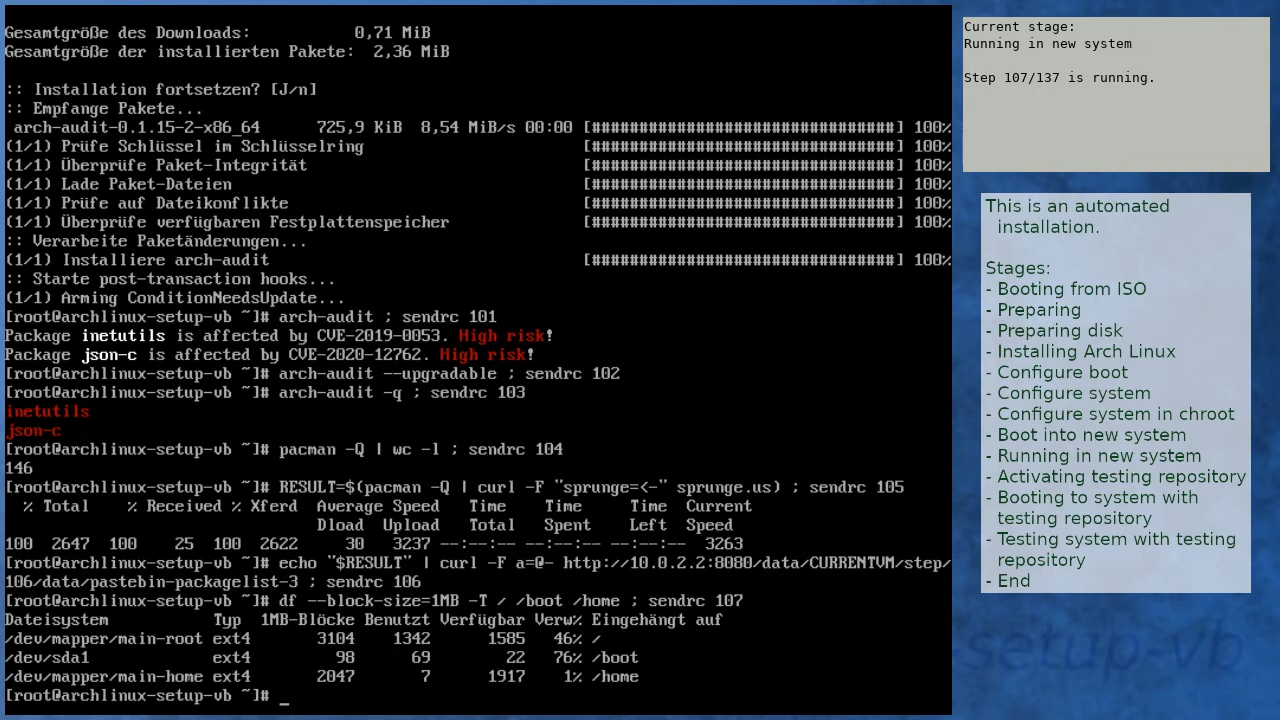 Gesamtgröße des Downloads:           0,71 MiB
Gesamtgröße der installierten Pakete:  2,36 MiB
:: Installation fortsetzen? [J/n]
:: Empfange Pakete...
 arch-audit-0.1.15-2-x86_64      725,9 KiB  8,54 MiB/s 00:00 [################################] 100%
(1/1) Prüfe Schlüssel im Schlüsselring                       [################################] 100%
(1/1) Überprüfe Paket-Integrität                             [################################] 100%
(1/1) Lade Paket-Dateien                                     [################################] 100%
(1/1) Prüfe auf Dateikonflikte                               [################################] 100%
(1/1) Überprüfe verfügbaren Festplattenspeicher              [################################] 100%
:: Verarbeite Paketänderungen...
(1/1) Installiere arch-audit                                 [################################] 100%
:: Starte post-transaction hooks...
(1/1) Arming ConditionNeedsUpdate...
[root@archlinux-setup-vb ~]# arch-audit ; sendrc 101
Package inetutils is affected by CVE-2019-0053. High risk!
Package json-c is affected by CVE-2020-12762. High risk!
[root@archlinux-setup-vb ~]# arch-audit --upgradable ; sendrc 102
[root@archlinux-setup-vb ~]# arch-audit -q ; sendrc 103
inetutils
json-c
[root@archlinux-setup-vb ~]# pacman -Q | wc -l ; sendrc 104
146
[root@archlinux-setup-vb ~]# RESULT=$(pacman -Q | curl -F "sprunge=<-" sprunge.us) ; sendrc 105
  % Total    % Received % Xferd  Average Speed   Time    Time     Time  Current
                                 Dload  Upload   Total   Spent    Left  Speed
100  2647  100    25  100  2622     30   3237 --:--:-- --:--:-- --:--:--  3263
[root@archlinux-setup-vb ~]# echo "$RESULT" | curl -F a=@- http://10.0.2.2:8080/data/CURRENTVM/step/
106/data/pastebin-packagelist-3 ; sendrc 106
[root@archlinux-setup-vb ~]# df --block-size=1MB -T / /boot /home ; sendrc 107
Dateisystem           Typ  1MB-Blöcke Benutzt Verfügbar Verw% Eingehängt auf
/dev/mapper/main-root ext4       3104    1342      1585   46% /
/dev/sda1             ext4         98      69        22   76% /boot
/dev/mapper/main-home ext4       2047       7      1917    1% /home
[root@archlinux-setup-vb ~]# _
Current stage:
Running in new system
Step 107/137 is running.
This is an automated
installation.
Stages:
- Booting from ISO
- Preparing
- Preparing disk
- Installing Arch Linux
- Configure boot
- Configure system
- Configure system in chroot
- Boot into new system
- Running in new system
- Activating testing repository
- Booting to system with
testing repository
- Testing system with testing
repository
- End
setup-vb